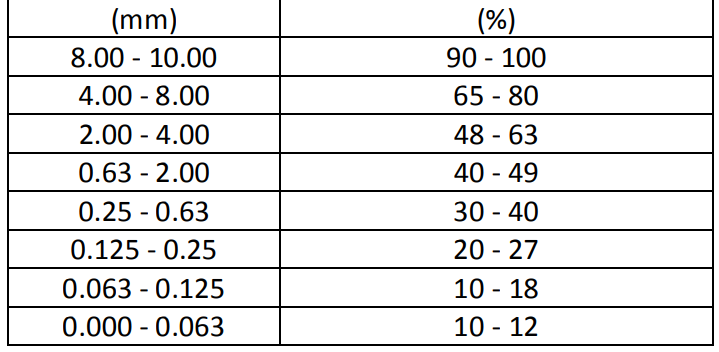 (mm) (%)
8.00 - 10.00 90 - 100
4.00 - 8.00 65 - 80
2.00 - 4.00 48 - 63
0.63 - 2.00 40 - 49
0.25 - 0.63 30 - 40
0.125 - 0.25 20 - 27
0.063 - 0.125 10 - 18
0.000 - 0.063 10 - 12